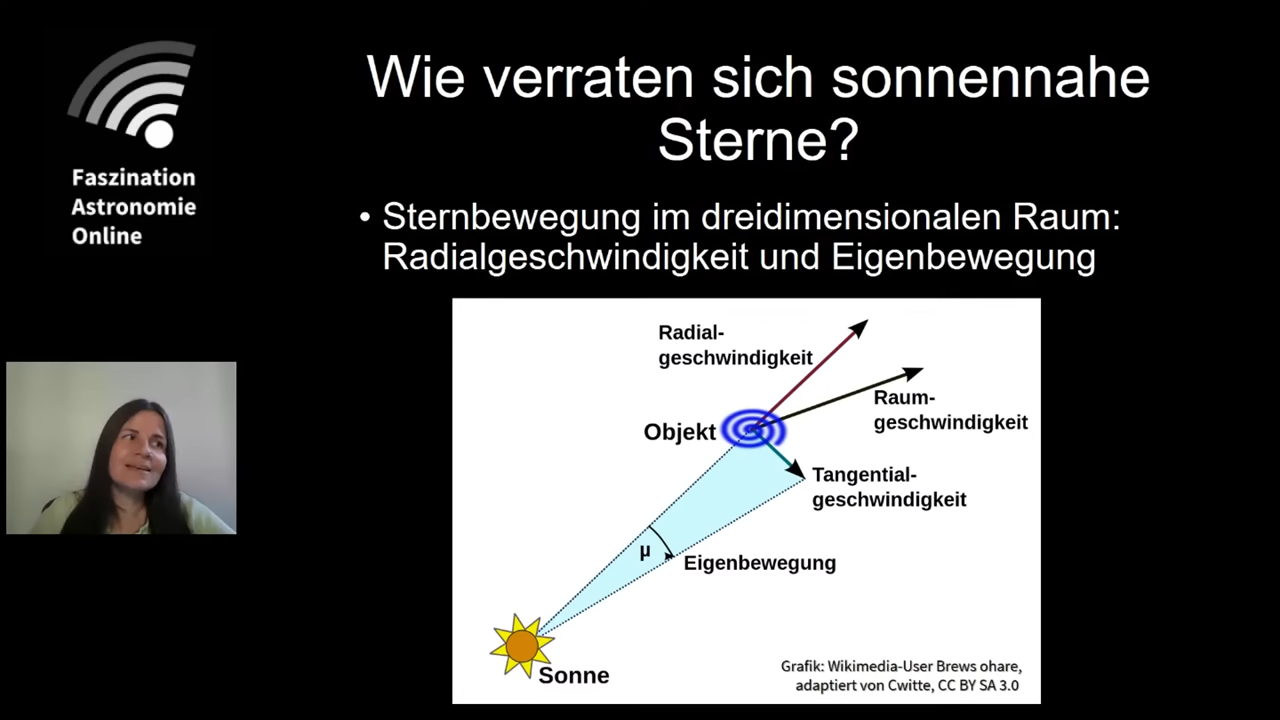 Wie verraten sich sonnennahe
Sterne?
Faszination
Astronomie
Online
• Sternbewegung im dreidimensionalen Raum:
Radialgeschwindigkeit und Eigenbewegung
Radial-
geschwindigkeit
Raum-
geschwindigkeit
Objekt
Tangential-
geschwindigkeit
µ
Eigenbewegung
Sonne
Grafik: Wikimedia-User Brews ohare,
adaptiert von Cwitte, CC BY SA 3.0